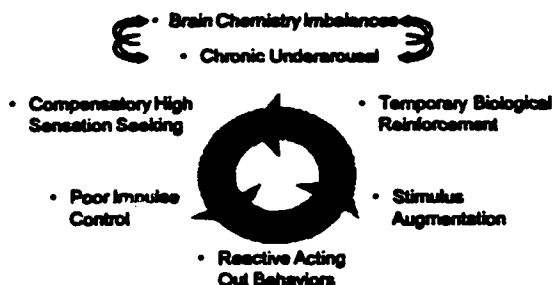 • Brain Chemistry Imbalances
• Chronic Underarousal
• Compensatory High
Sensation Seeking
• Temporary Biological
Reinforcement
• Poor Impulse
Control
• Stimulus
Augmentation
• Reactive Acting
Out Behaviors